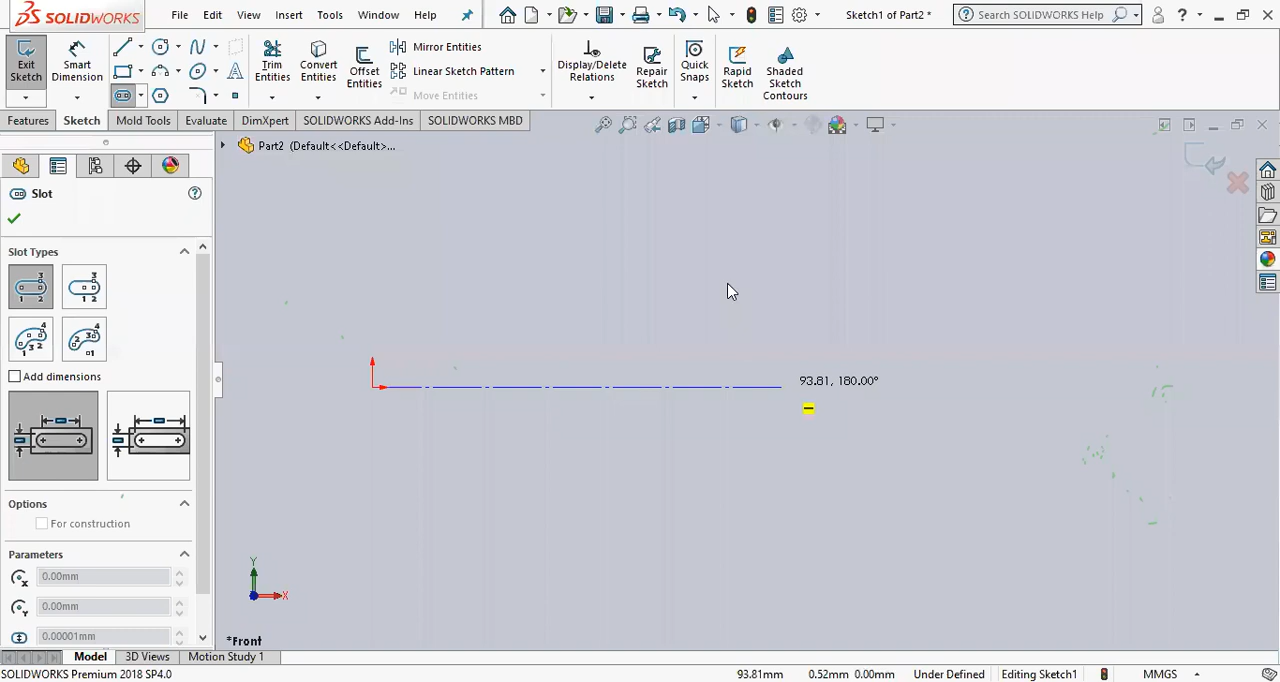 SOLIDWORKS File Edit View Insert Tools Window Help Sketch1 of Part2 * Search SOLIDWORKS Help ?
Exit Sketch
Smart Dimension
Trim Entities
Convert Entities
Offset Entities
Mirror Entities
Linear Sketch Pattern
Move Entities
Display/Delete Relations
Repair Sketch
Quick Snaps
Rapid Sketch
Shaded Sketch Contours
Features Sketch Mold Tools Evaluate DimXpert SOLIDWORKS Add-Ins SOLIDWORKS MBD
Part2 (Default<<Default>...
Slot
Slot Types
Add dimensions
Options
For construction
Parameters
0.00mm
0.00mm
0.00001mm
93.81, 180.00°
Y
X
*Front
Model 3D Views Motion Study 1
SOLIDWORKS Premium 2018 SP4.0 93.81mm 0.52mm 0.00mm Under Defined Editing Sketch1 MMGS